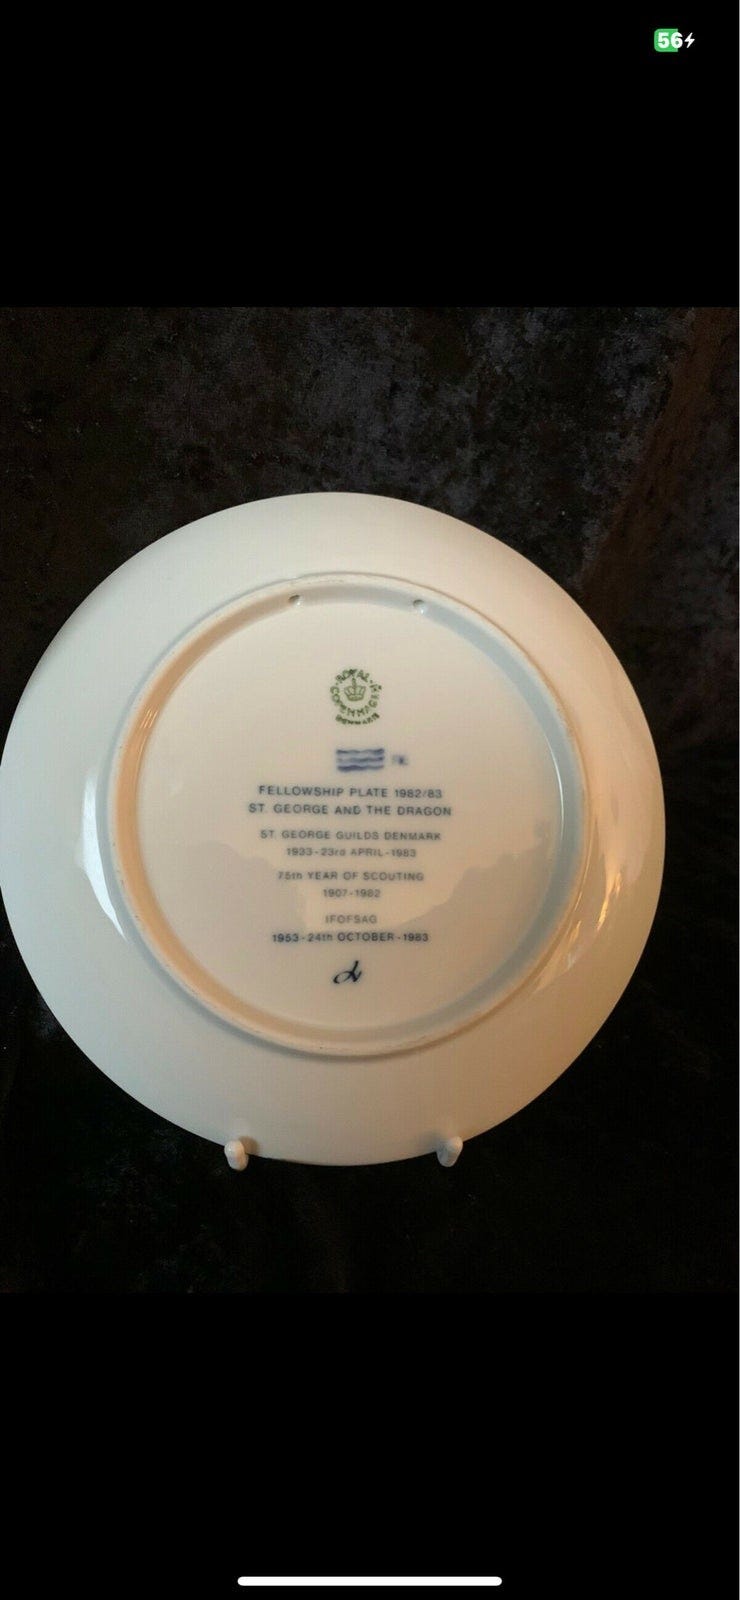 56
ROYAL COPENHAGEN
DENMARK
FELLOWSHIP PLATE 1982/83
ST. GEORGE AND THE DRAGON
ST. GEORGE GUILDS DENMARK
1933-23rd APRIL-1983
75th YEAR OF SCOUTING
1907-1982
IFOFSAG
1953-24th OCTOBER-1983